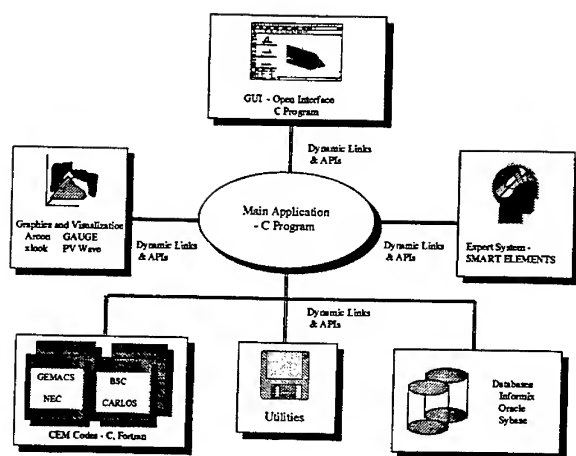 GUI - Open Interface
C Program
Dynamic Links
& APIs
Main Application
- C Program
Graphics and Visualization
Arcon GAUGE
xlook PV Wave
Dynamic Links
& APIs
Dynamic Links
& APIs
Expert System -
SMART ELEMENTS
Dynamic Links
& APIs
GEMACS
NEC
BSC
CARLOS
CEM Codes - C, Fortran
Utilities
Databases
Informix
Oracle
Sybase